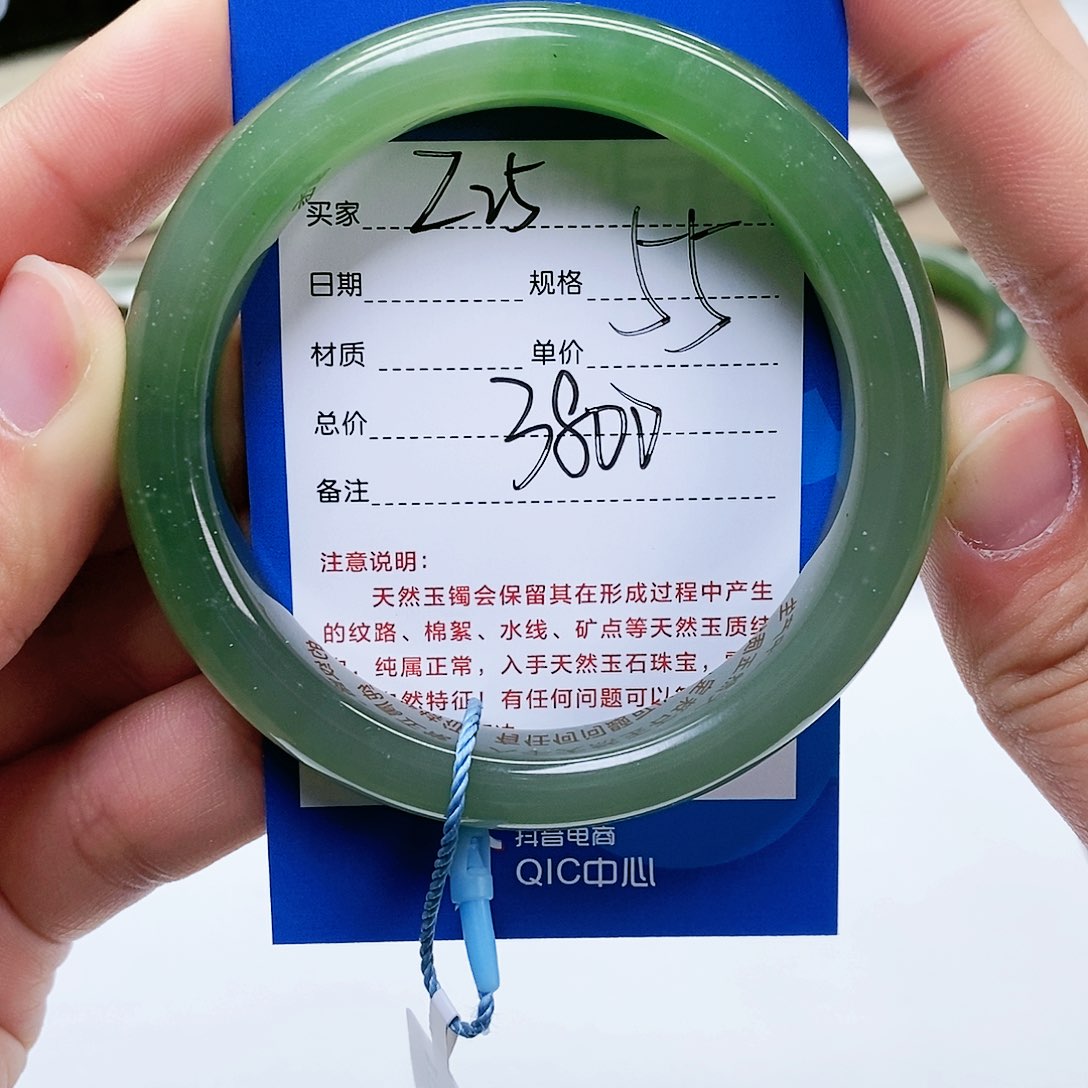 买家 Z25
日期 规格 55
材质 单价
总价 3800
备注
注意说明：
天然玉镯会保留其在形成过程中产生
的纹路、棉絮、水线、矿点等天然玉质结
纯属正常，入手天然玉石珠宝，
然特征！有任何问题可以
抖音电商
QIC中心